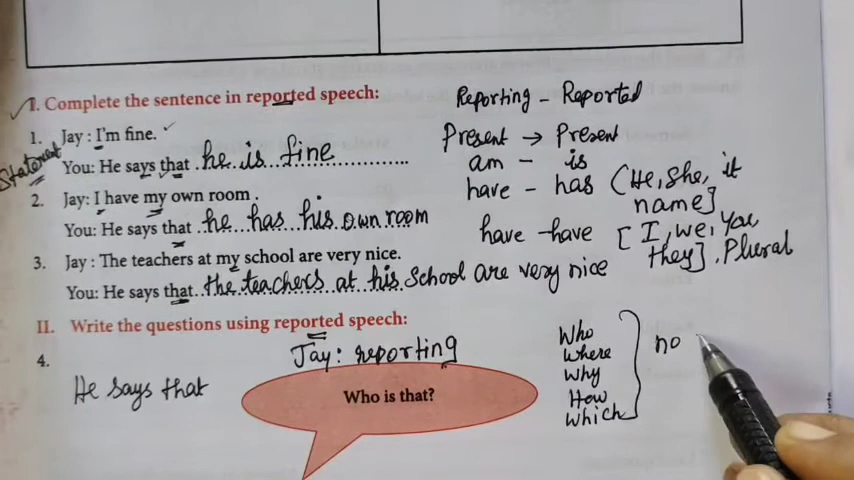 I. Complete the sentence in reported speech:
Reporting - Reported
1. Jay : I'm fine.
Present → Present
Statement
You: He says that he is fine
am - is
2. Jay: I have my own room .
have - has (He, She, it
name]
You: He says that he has his own room
have - have [ I, we, You
they], Plural
3. Jay : The teachers at my school are very nice.
You: He says that the teachers at his School are very nice
II. Write the questions using reported speech:
4.
Jay: reporting
He says that
Who is that?
Who
Where
Why
How
which
no